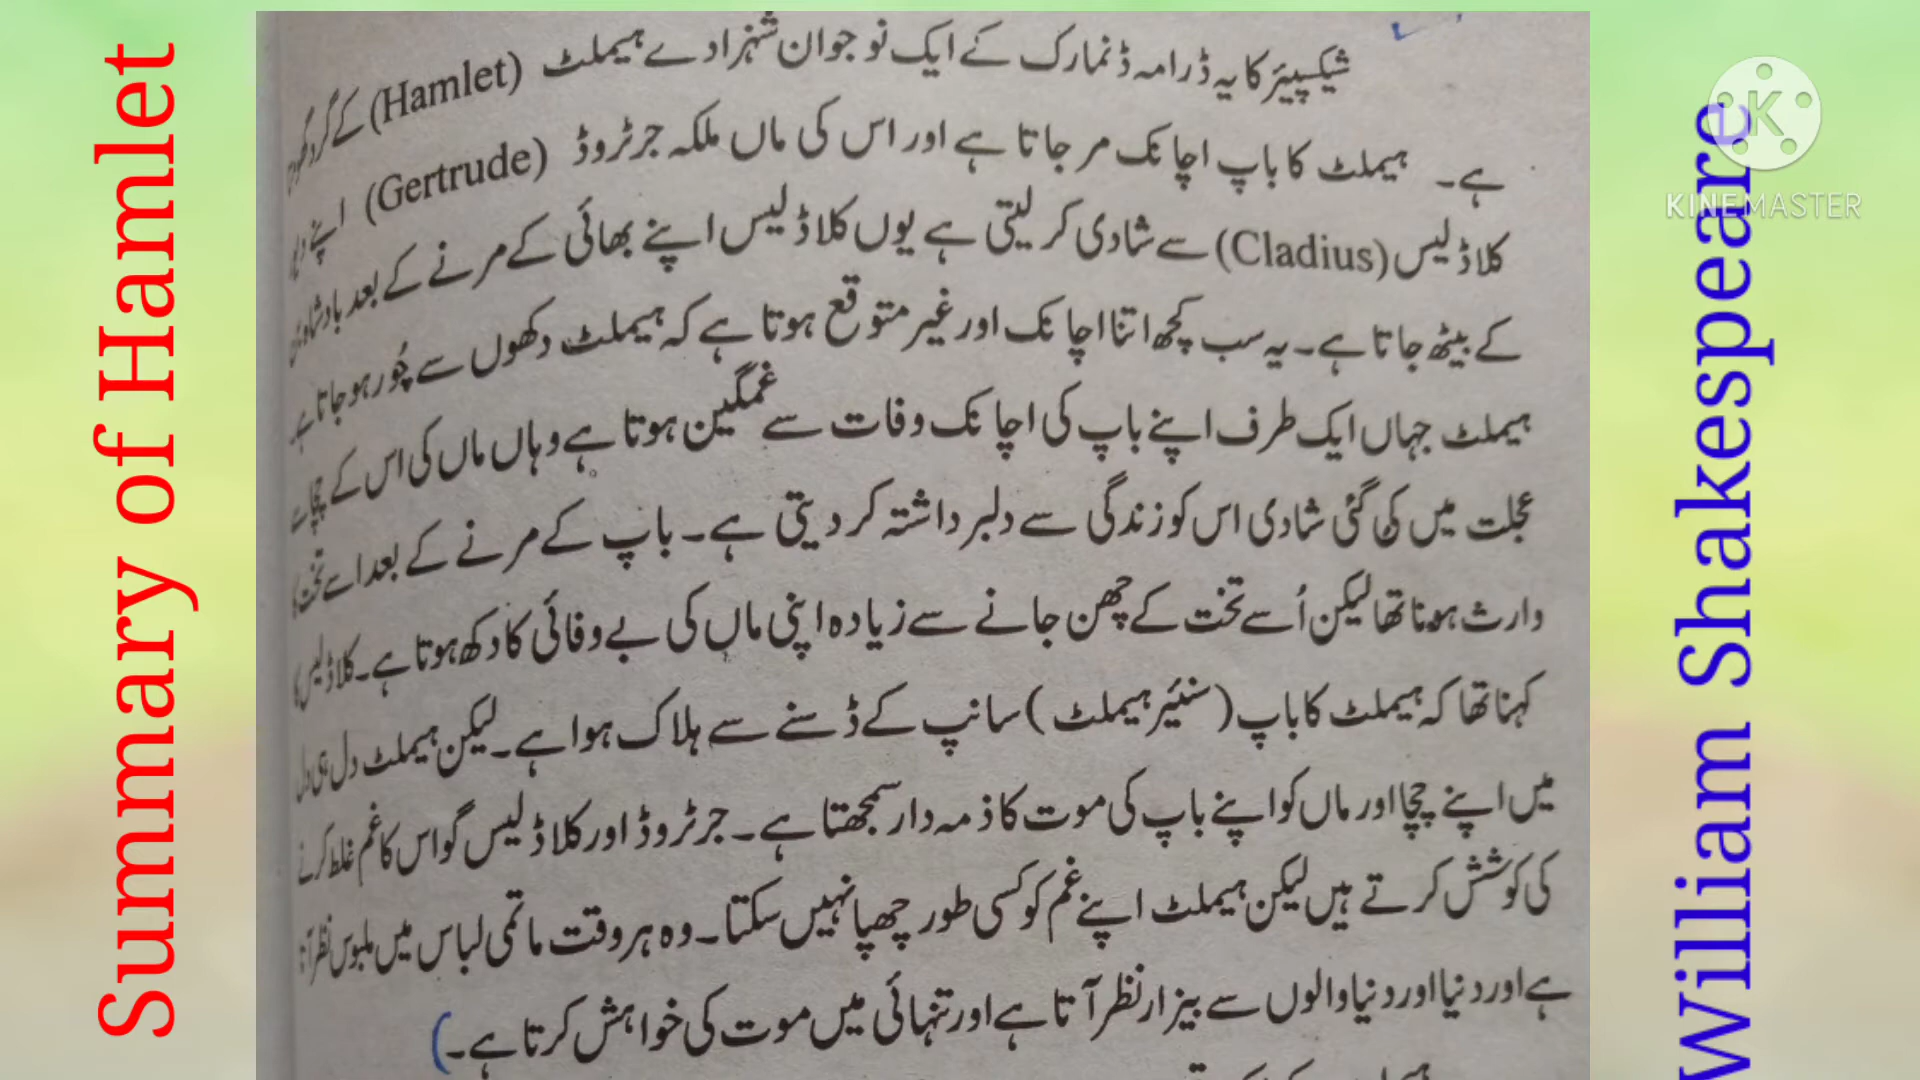 Summary of Hamlet
شیکسپیئر کا یہ ڈرامہ ڈنمارک کے ایک نوجوان شہزادے ہیملٹ (Hamlet) کے گرد
ہے۔ ہیملٹ کا باپ اچانک مر جاتا ہے اور اس کی ماں ملکہ جرٹروڈ (Gertrude) اپنے
کلاڈلیس (Cladius) سے شادی کر لیتی ہے یوں کلاڈلیس اپنے بھائی کے مرنے کے بعد
کے بیٹھ جاتا ہے۔ یہ سب کچھ اتنا اچانک اور غیر متوقع ہوتا ہے کہ ہیملٹ دکھوں سے چُور ہو جاتا ہے۔
ہیملٹ جہاں ایک طرف اپنے باپ کی اچانک وفات سے غمگین ہوتا ہے وہاں ماں کی اس کے چچا سے
عجلت میں کی گئی شادی اس کو زندگی سے دلبرداشتہ کر دیتی ہے۔ باپ کے مرنے کے بعد اسے تخت کا
وارث ہونا تھا لیکن اُسے تخت کے چھن جانے سے زیادہ اپنی ماں کی بے وفائی کا دکھ ہوتا ہے۔ کلاڈلیس کا
کہنا تھا کہ ہیملٹ کا باپ (سنیئر ہیملٹ) سانپ کے ڈسنے سے ہلاک ہوا ہے۔ لیکن ہیملٹ دل ہی دل
میں اپنے چچا اور ماں کو اپنے باپ کی موت کا ذمہ دار سمجھتا ہے۔ جرٹروڈ اور کلاڈلیس گو اس کا غم غلط کرنے
کی کوشش کرتے ہیں لیکن ہیملٹ اپنے غم کو کسی طور چھپا نہیں سکتا۔ وہ ہر وقت ماتمی لباس میں ملبوس نظر آتا
ہے اور دنیا اور دنیا والوں سے بیزار نظر آتا ہے اور تنہائی میں موت کی خواہش کرتا ہے۔)
William Shakespeare
K
KINEMASTER